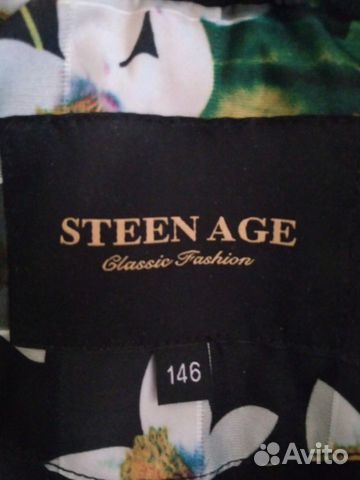 STEEN AGE
Classic Fashion
146
Avito